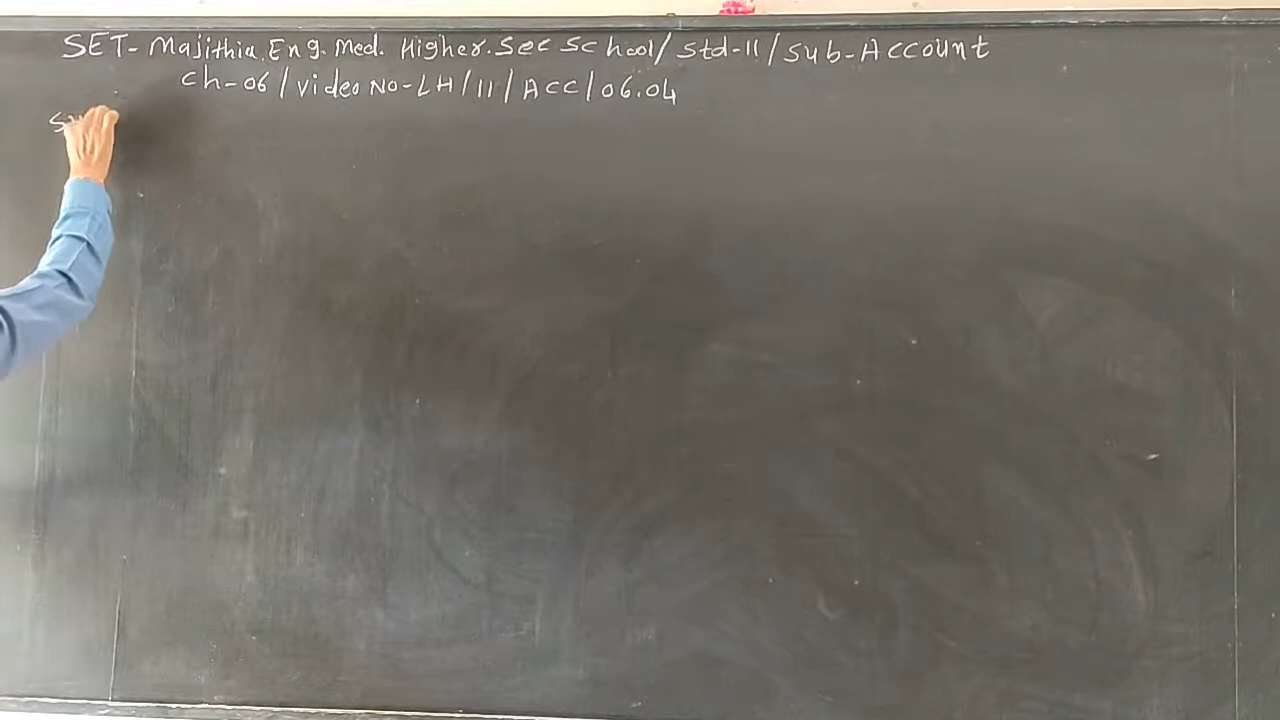 SET- Majithia. Eng. Med. Higher. Sec School/ Std-11/ Sub-Account
Ch-06/ Video No-LH/11/ACC/06.04